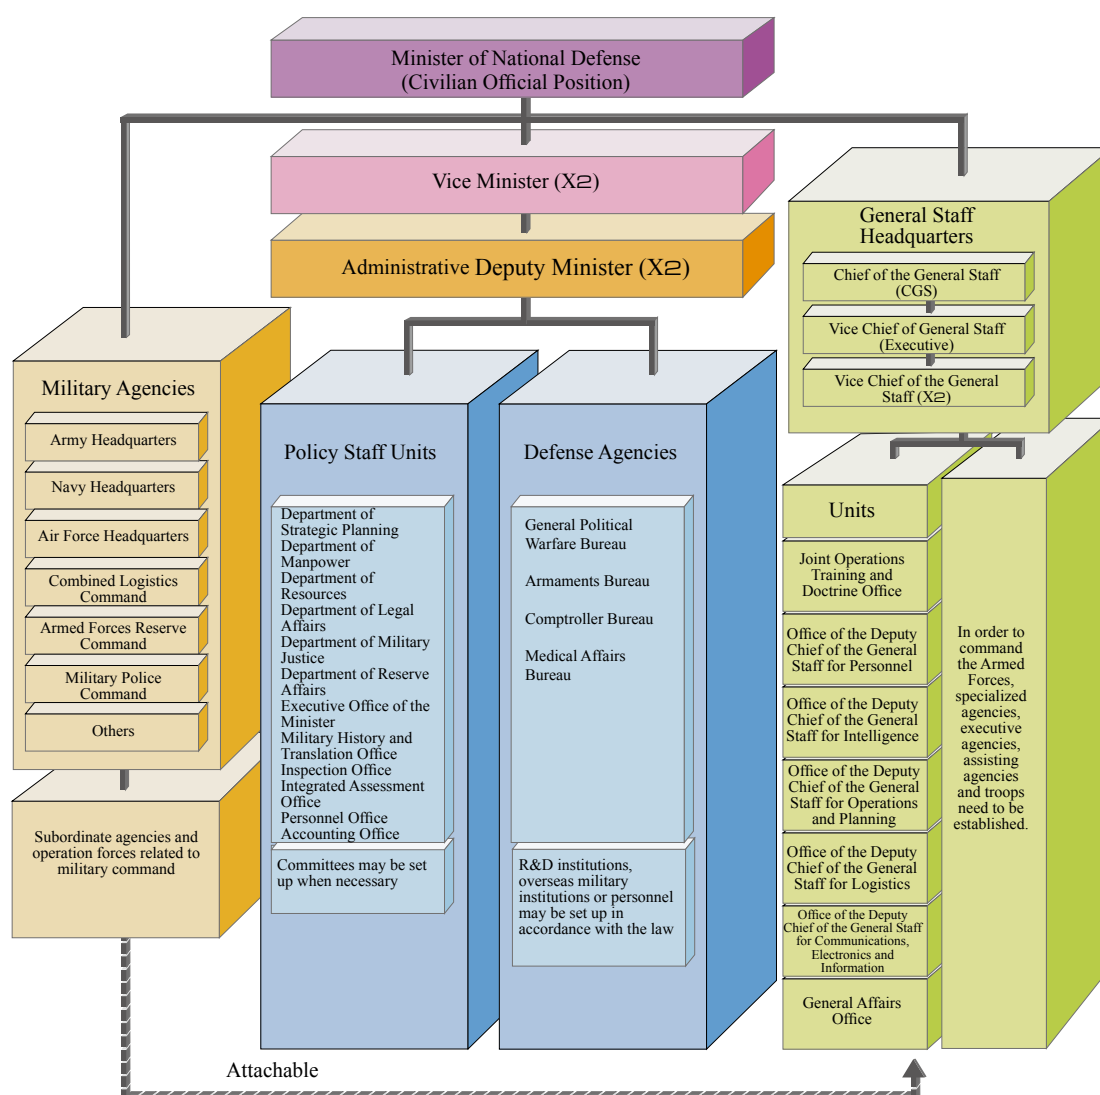 Minister of National Defense
(Civilian Official Position)
Vice Minister (X2)
Administrative Deputy Minister (X2)
General Staff
Headquarters
Chief of the General Staff
(CGS)
Vice Chief of General Staff
(Executive)
Vice Chief of the General
Staff (X2)
Military Agencies
Army Headquarters
Navy Headquarters
Air Force Headquarters
Combined Logistics
Command
Armed Forces Reserve
Command
Military Police
Command
Others
Subordinate agencies and
operation forces related to
military command
Policy Staff Units
Department of
Strategic Planning
Department of
Manpower
Department of
Resources
Department of Legal
Affairs
Department of Military
Justice
Department of Reserve
Affairs
Executive Office of the
Minister
Military History and
Translation Office
Inspection Office
Integrated Assessment
Office
Personnel Office
Accounting Office
Committees may be set
up when necessary
Defense Agencies
General Political
Warfare Bureau
Armaments Bureau
Comptroller Bureau
Medical Affairs
Bureau
R&D institutions,
overseas military
institutions or personnel
may be set up in
accordance with the law
Units
Joint Operations
Training and
Doctrine Office
Office of the Deputy
Chief of the General
Staff for Personnel
Office of the Deputy
Chief of the General
Staff for Intelligence
Office of the Deputy
Chief of the General
Staff for Operations
and Planning
Office of the Deputy
Chief of the General
Staff for Logistics
Office of the Deputy
Chief of the General Staff
for Communications,
Electronics and
Information
General Affairs
Office
In order to
command
the Armed
Forces,
specialized
agencies,
executive
agencies,
assisting
agencies
and troops
need to be
established.
Attachable